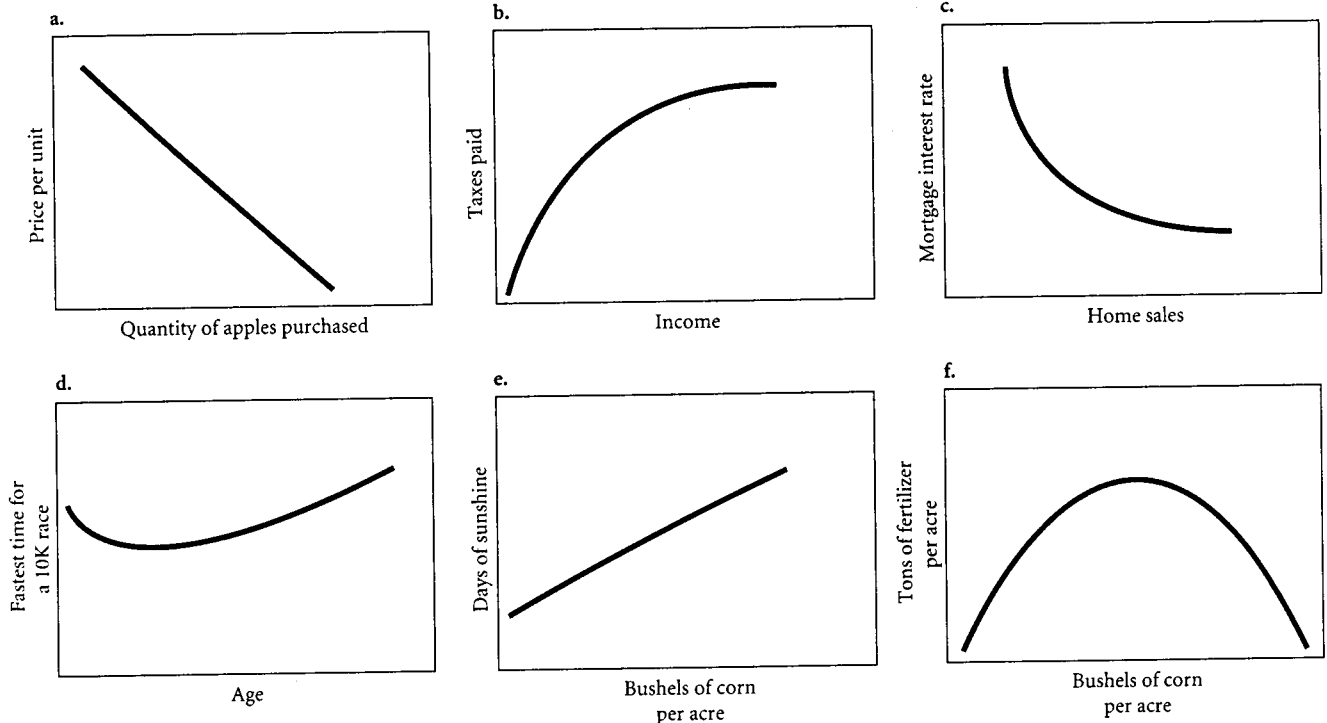 a.
Price per unit
Quantity of apples purchased
b.
Taxes paid
Income
c.
Mortgage interest rate
Home sales
d.
Fastest time for
a 10K race
Age
e.
Days of sunshine
Bushels of corn
per acre
f.
Tons of fertilizer
per acre
Bushels of corn
per acre